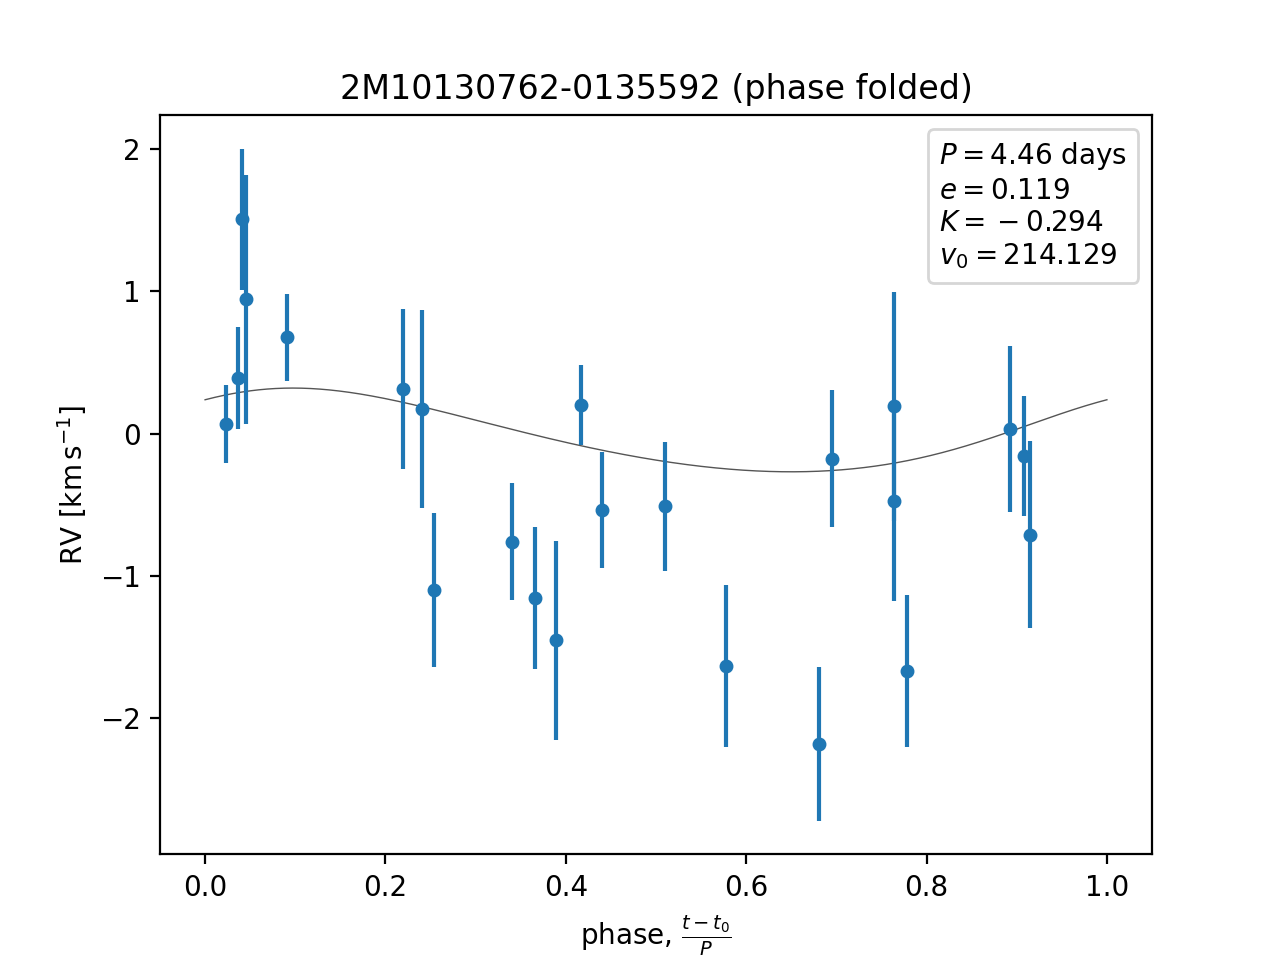 2M10130762-0135592 (phase folded)
P = 4.46 days
e = 0.119
K = −0.294
v₀ = 214.129
2
1
0
−1
−2
RV [km s⁻¹]
0.0 0.2 0.4 0.6 0.8 1.0
phase, (t − t₀)/P